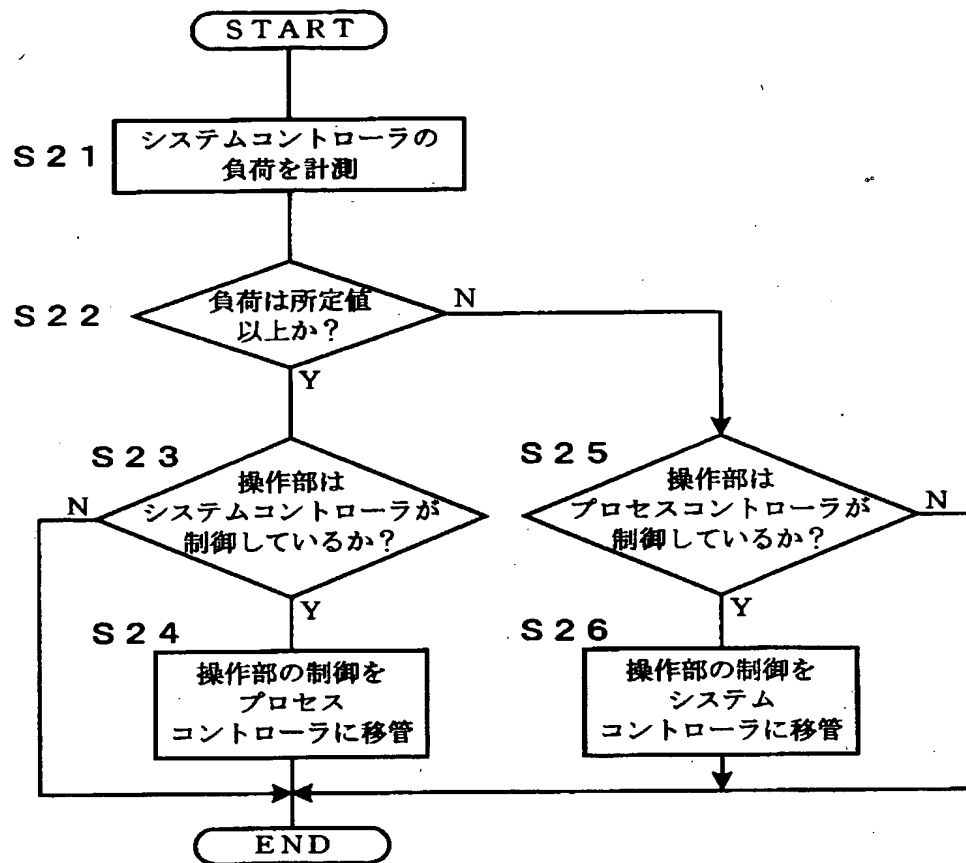 START
S21
システムコントローラの
負荷を計測
S22
負荷は所定値
以上か？
N
Y
S23
操作部は
システムコントローラが
制御しているか？
N
Y
S25
操作部は
プロセスコントローラが
制御しているか？
N
Y
S24
操作部の制御を
プロセス
コントローラに移管
S26
操作部の制御を
システム
コントローラに移管
END